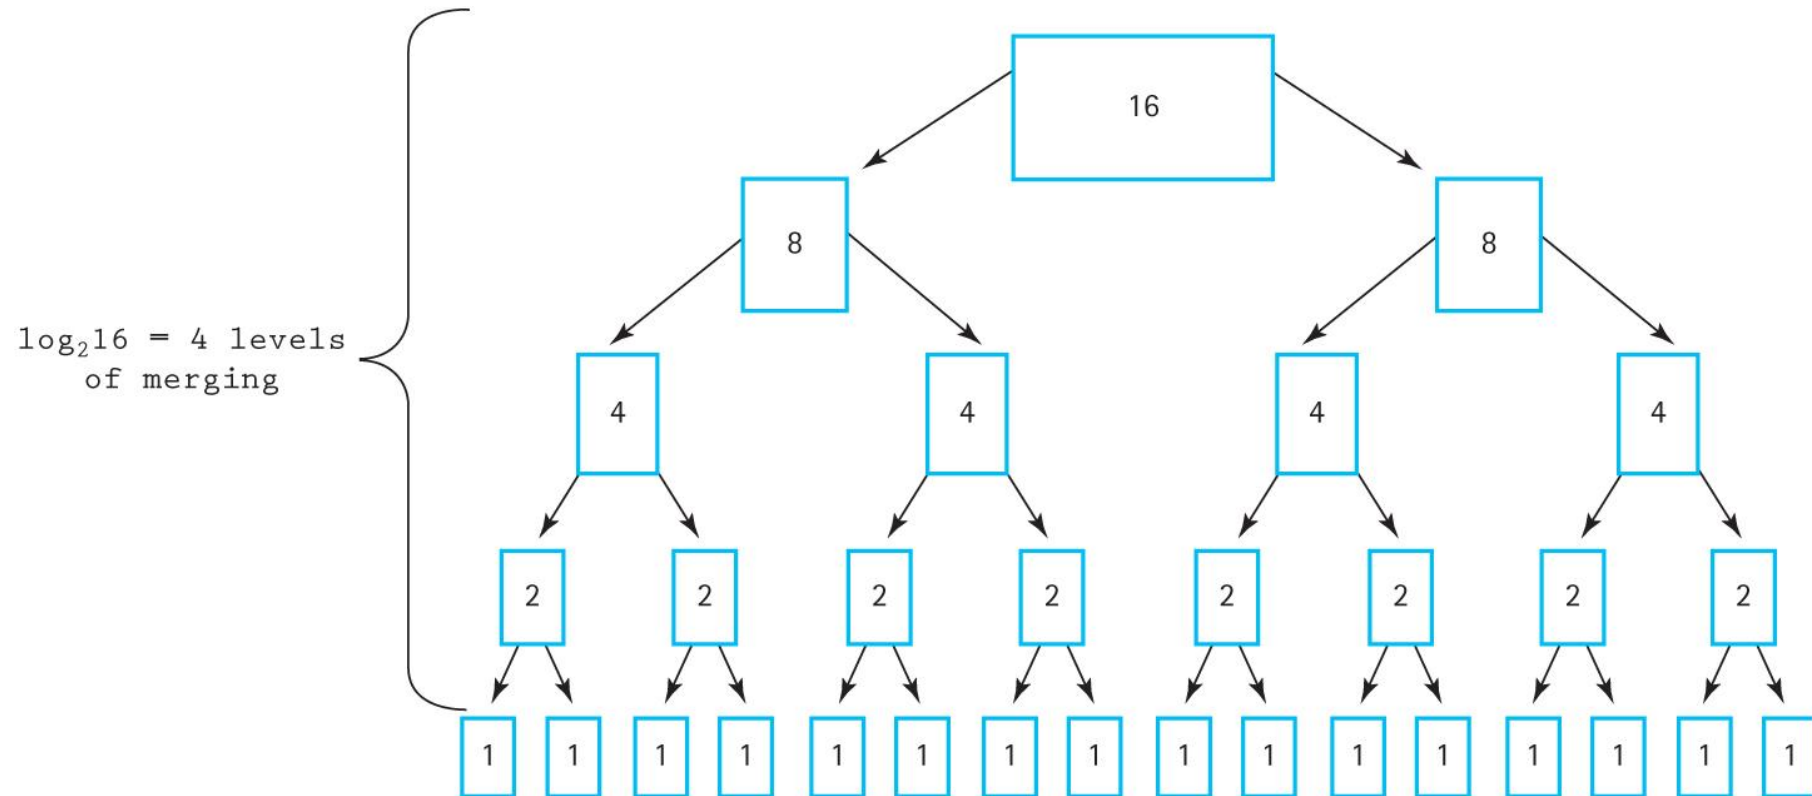 16
8 8
log₂16 = 4 levels
of merging
4 4 4 4
2 2 2 2 2 2 2 2
1 1 1 1 1 1 1 1 1 1 1 1 1 1 1 1